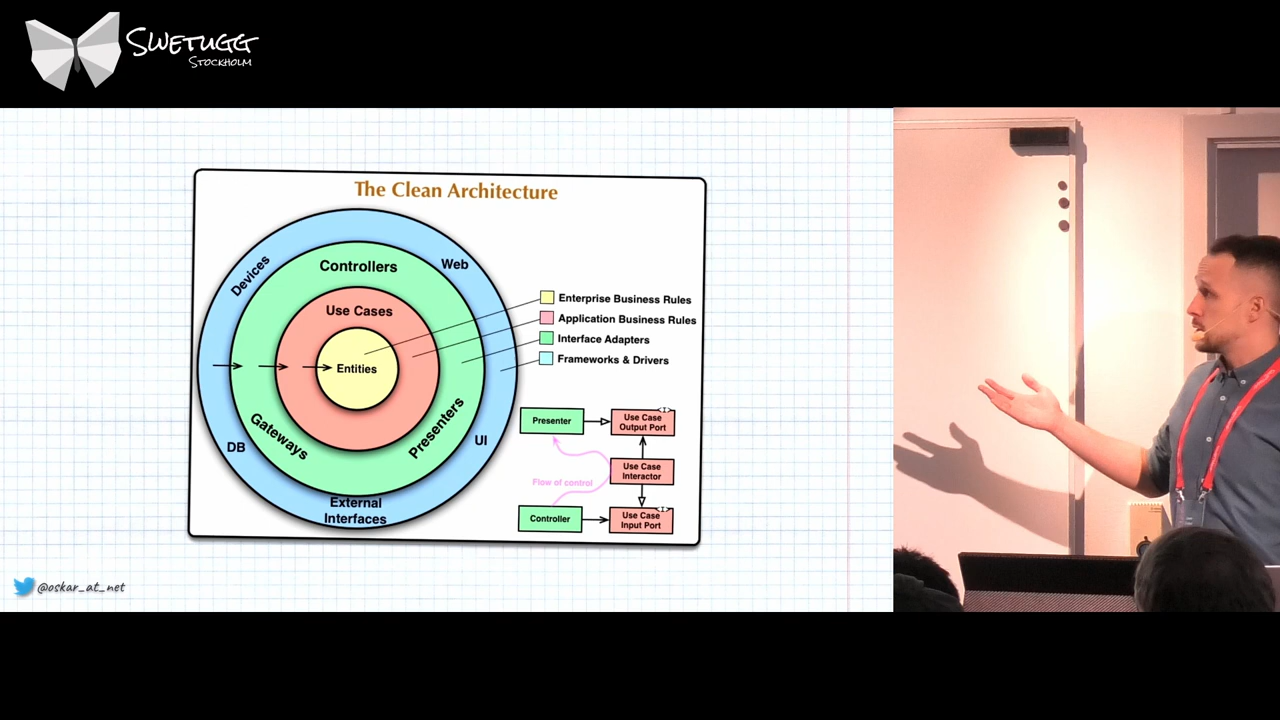 SWETUGG
STOCKHOLM
The Clean Architecture
Devices
Controllers
Web
Use Cases
Entities
Gateways
Presenters
DB
UI
External
Interfaces
Enterprise Business Rules
Application Business Rules
Interface Adapters
Frameworks & Drivers
Presenter
Use Case
Output Port
Flow of control
Use Case
Interactor
Controller
Use Case
Input Port
@oskar_at_net